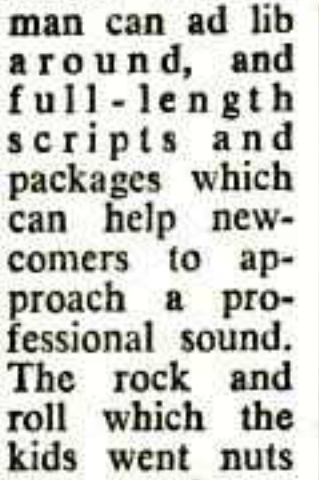 man can ad lib
around, and
full-length
scripts and
packages which
can help new-
comers to ap-
proach a pro-
fessional sound.
The rock and
roll which the
kids went nuts